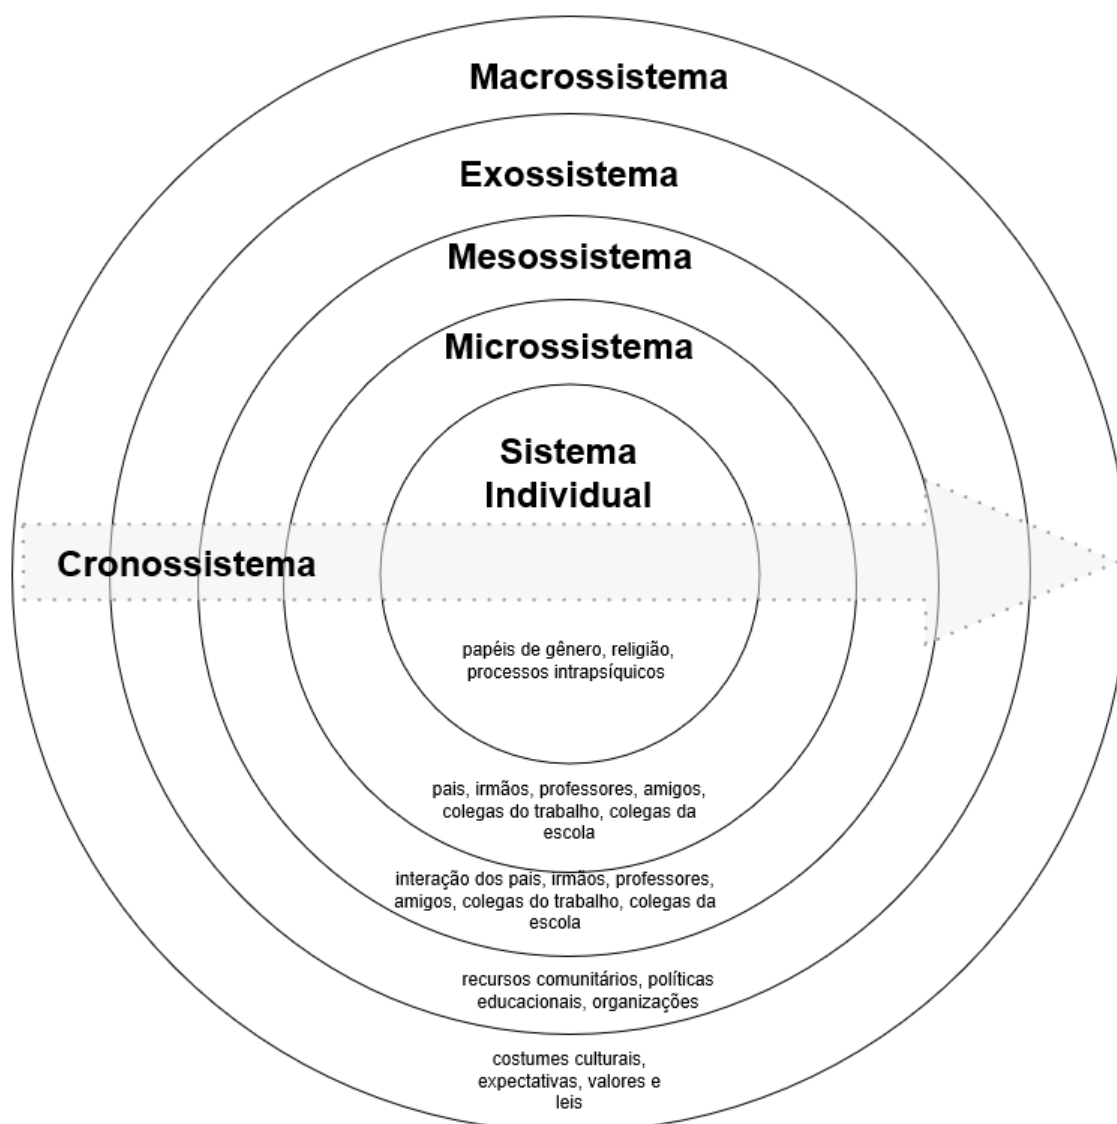 Macrossistema
Exossistema
Mesossistema
Microssistema
Sistema
Individual
Cronossistema
papéis de gênero, religião,
processos intrapsíquicos
pais, irmãos, professores, amigos,
colegas do trabalho, colegas da
escola
interação dos pais, irmãos, professores,
amigos, colegas do trabalho, colegas da
escola
recursos comunitários, políticas
educacionais, organizações
costumes culturais,
expectativas, valores e
leis